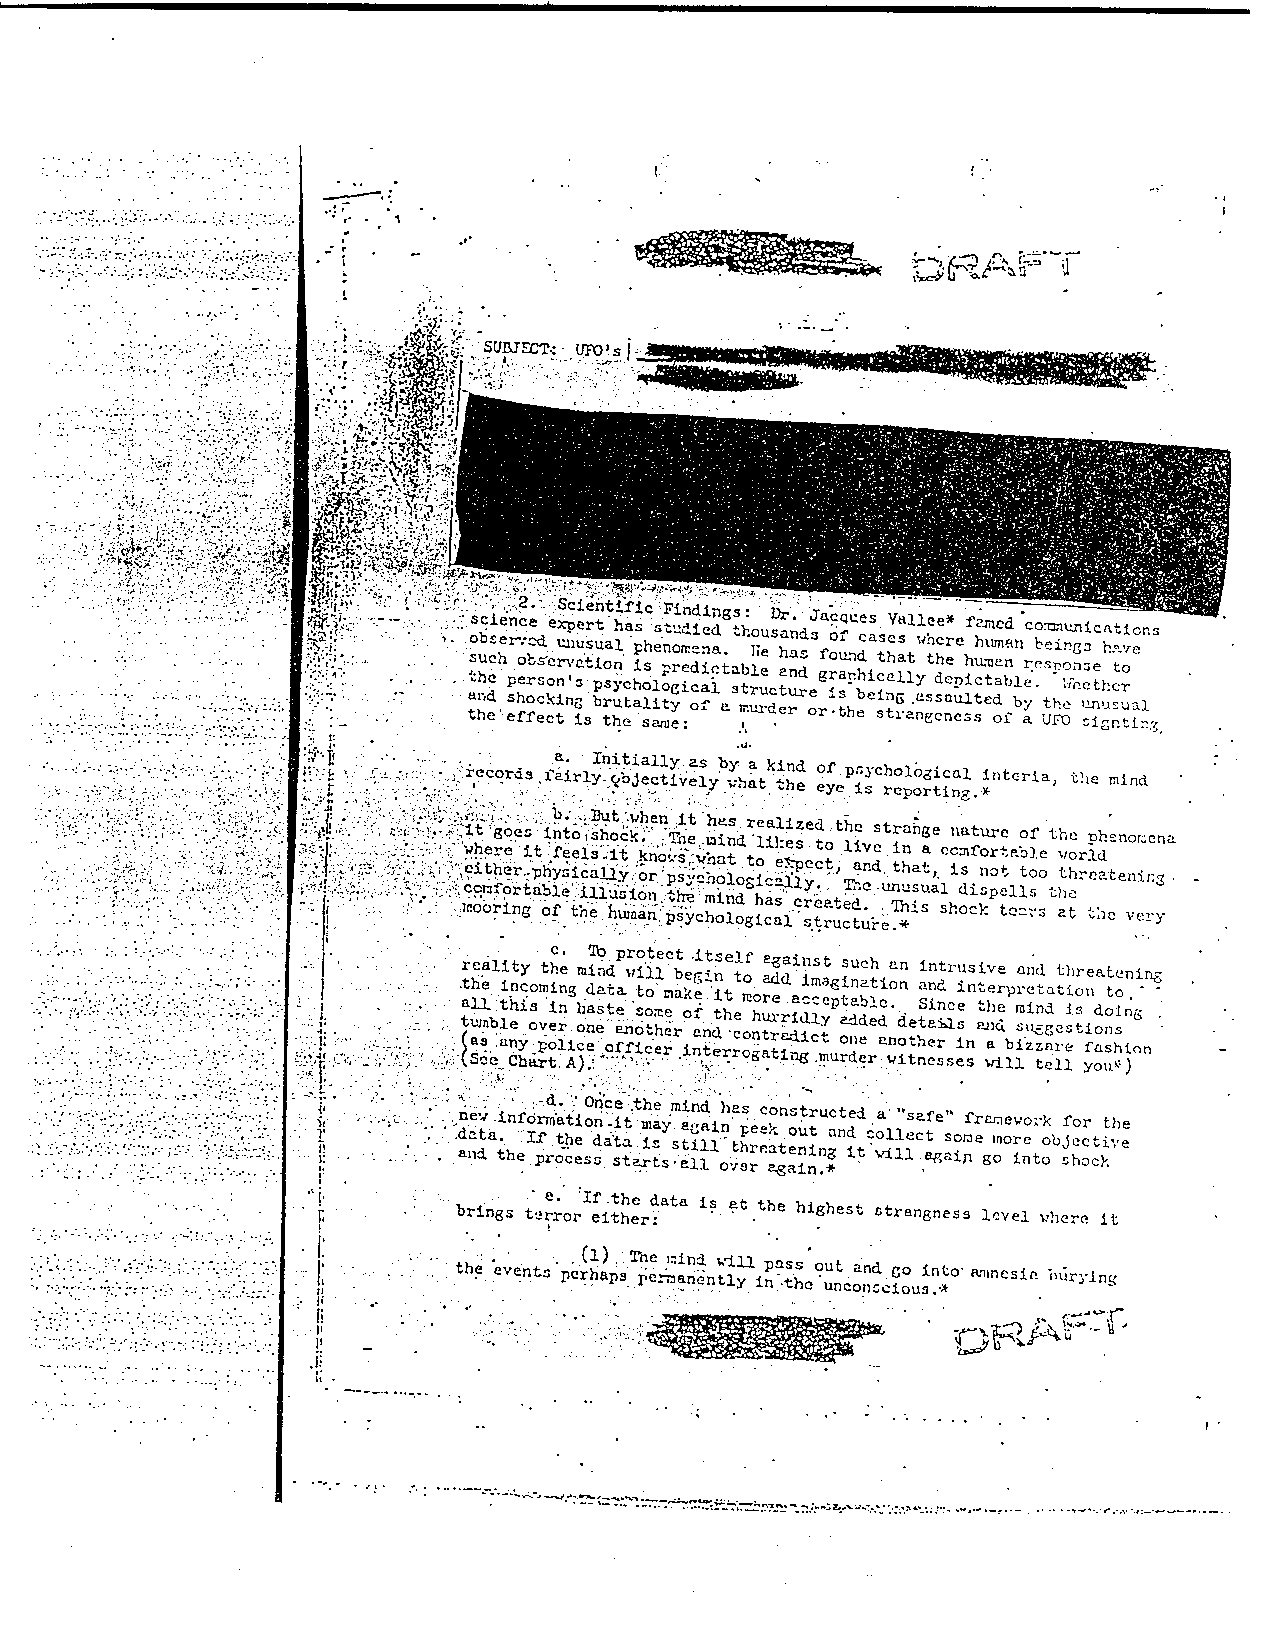 DRAFT
SUBJECT: UFO's
2. Scientific Findings: Dr. Jacques Vallee* famed communications
science expert has studied thousands of cases where human beings have
observed unusual phenomena. He has found that the human response to
such observation is predictable and graphically depictable. Whether
the person's psychological structure is being assaulted by the unusual
and shocking brutality of a murder or the strangeness of a UFO signting,
the effect is the same:
a. Initially as by a kind of psychological interia, the mind
records fairly objectively what the eye is reporting.*
b. But when it has realized the strange nature of the phenomena
it goes into shock. The mind likes to live in a comfortable world
where it feels it knows what to expect, and that, is not too threatening
either physically or psychologically. The unusual dispells the
comfortable illusion the mind has created. This shock tears at the very
mooring of the human psychological structure.*
c. To protect itself against such an intrusive and threatening
reality the mind will begin to add imagination and interpretation to
the incoming data to make it more acceptable. Since the mind is doing
all this in haste some of the hurridly added details and suggestions
tumble over one another and contradict one another in a bizzare fashion
(as any police officer interrogating murder witnesses will tell you*)
(See Chart A).
d. Once the mind has constructed a "safe" framework for the
new information it may again peek out and collect some more objective
data. If the data is still threatening it will again go into shock
and the process starts all over again.*
e. If the data is at the highest strangness level where it
brings terror either:
(1) The mind will pass out and go into amnesia burying
the events perhaps permanently in the unconscious.*
DRAFT